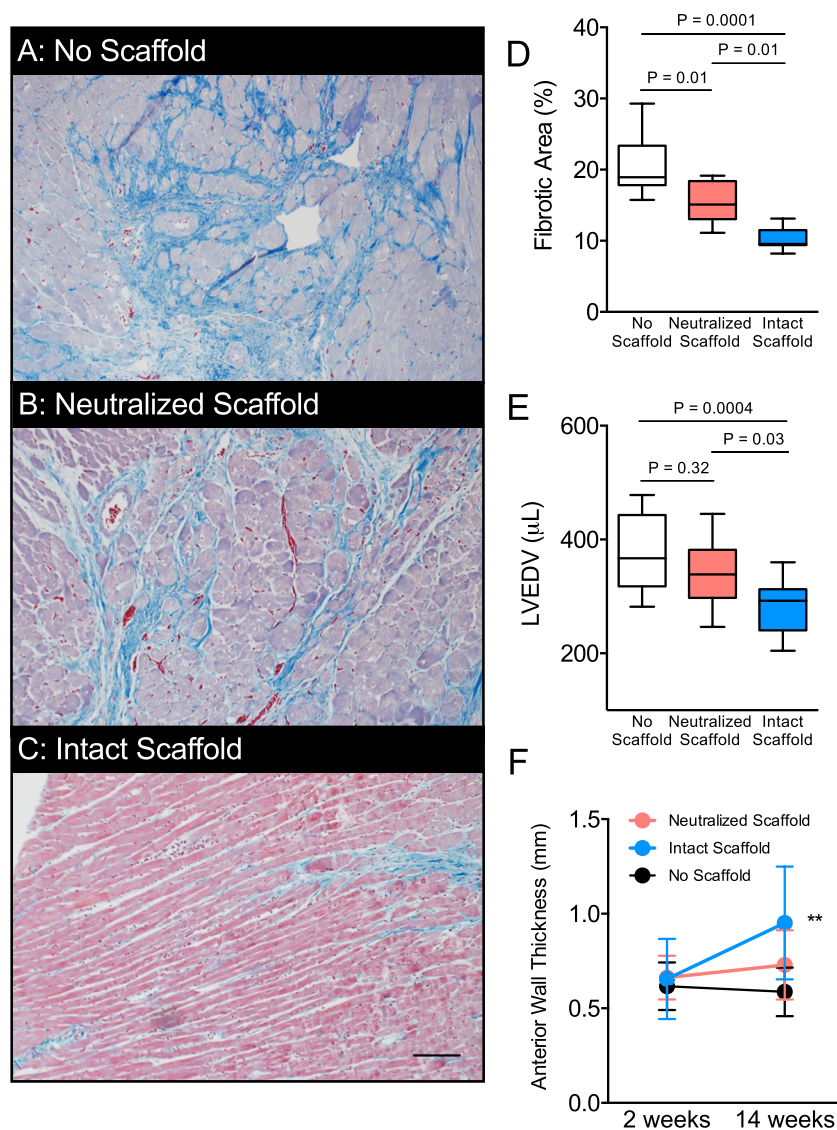 A: No Scaffold
B: Neutralized Scaffold
C: Intact Scaffold
D
Fibrotic Area (%)
40
30
20
10
0
P = 0.0001
P = 0.01
P = 0.01
No Scaffold
Neutralized Scaffold
Intact Scaffold
E
LVEDV (μL)
600
400
200
P = 0.0004
P = 0.03
P = 0.32
No Scaffold
Neutralized Scaffold
Intact Scaffold
F
Anterior Wall Thickness (mm)
1.5
1.0
0.5
0.0
Neutralized Scaffold
Intact Scaffold
No Scaffold
**
2 weeks
14 weeks